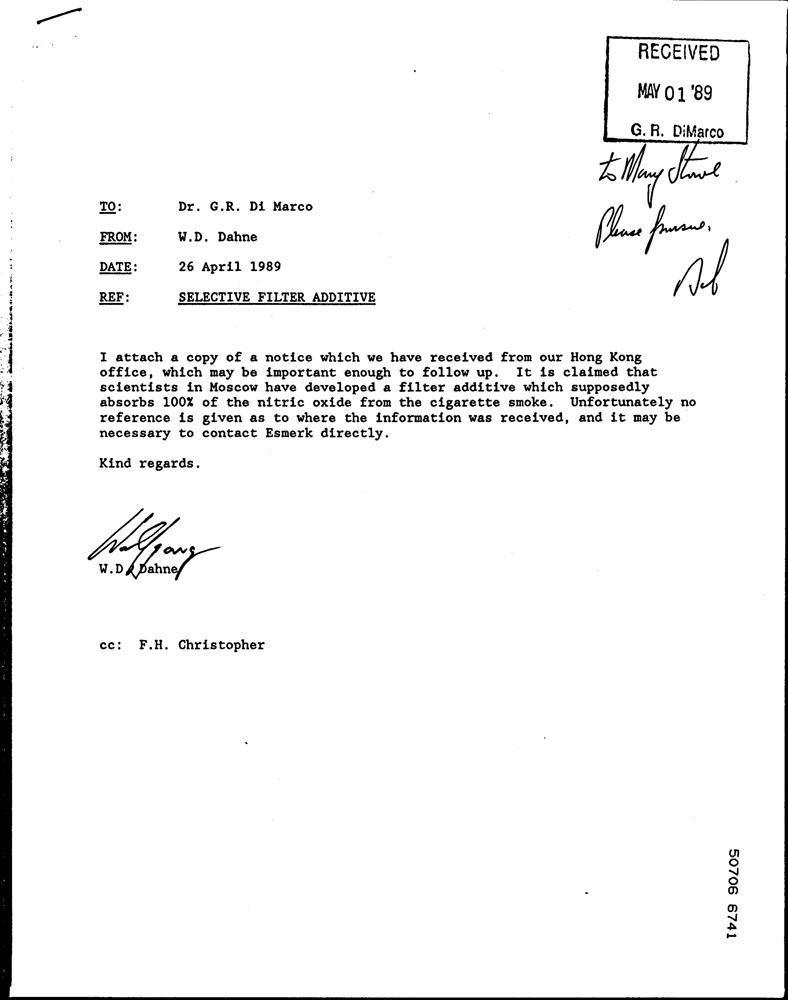 RECEIVED
MAY 01 '89
G. R. DiMarco
to Mary Stowe
Please pursue.
TO: Dr. G.R. Di Marco
FROM: W.D. Dahne
DATE: 26 April 1989
REF: SELECTIVE FILTER ADDITIVE
I attach a copy of a notice which we have received from our Hong Kong
office, which may be important enough to follow up. It is claimed that
scientists in Moscow have developed a filter additive which supposedly
absorbs 100% of the nitric oxide from the cigarette smoke. Unfortunately no
reference is given as to where the information was received, and it may be
necessary to contact Esmerk directly.
Kind regards.
Wolfgang
W.D. Dahne
cc: F.H. Christopher
50706 6741